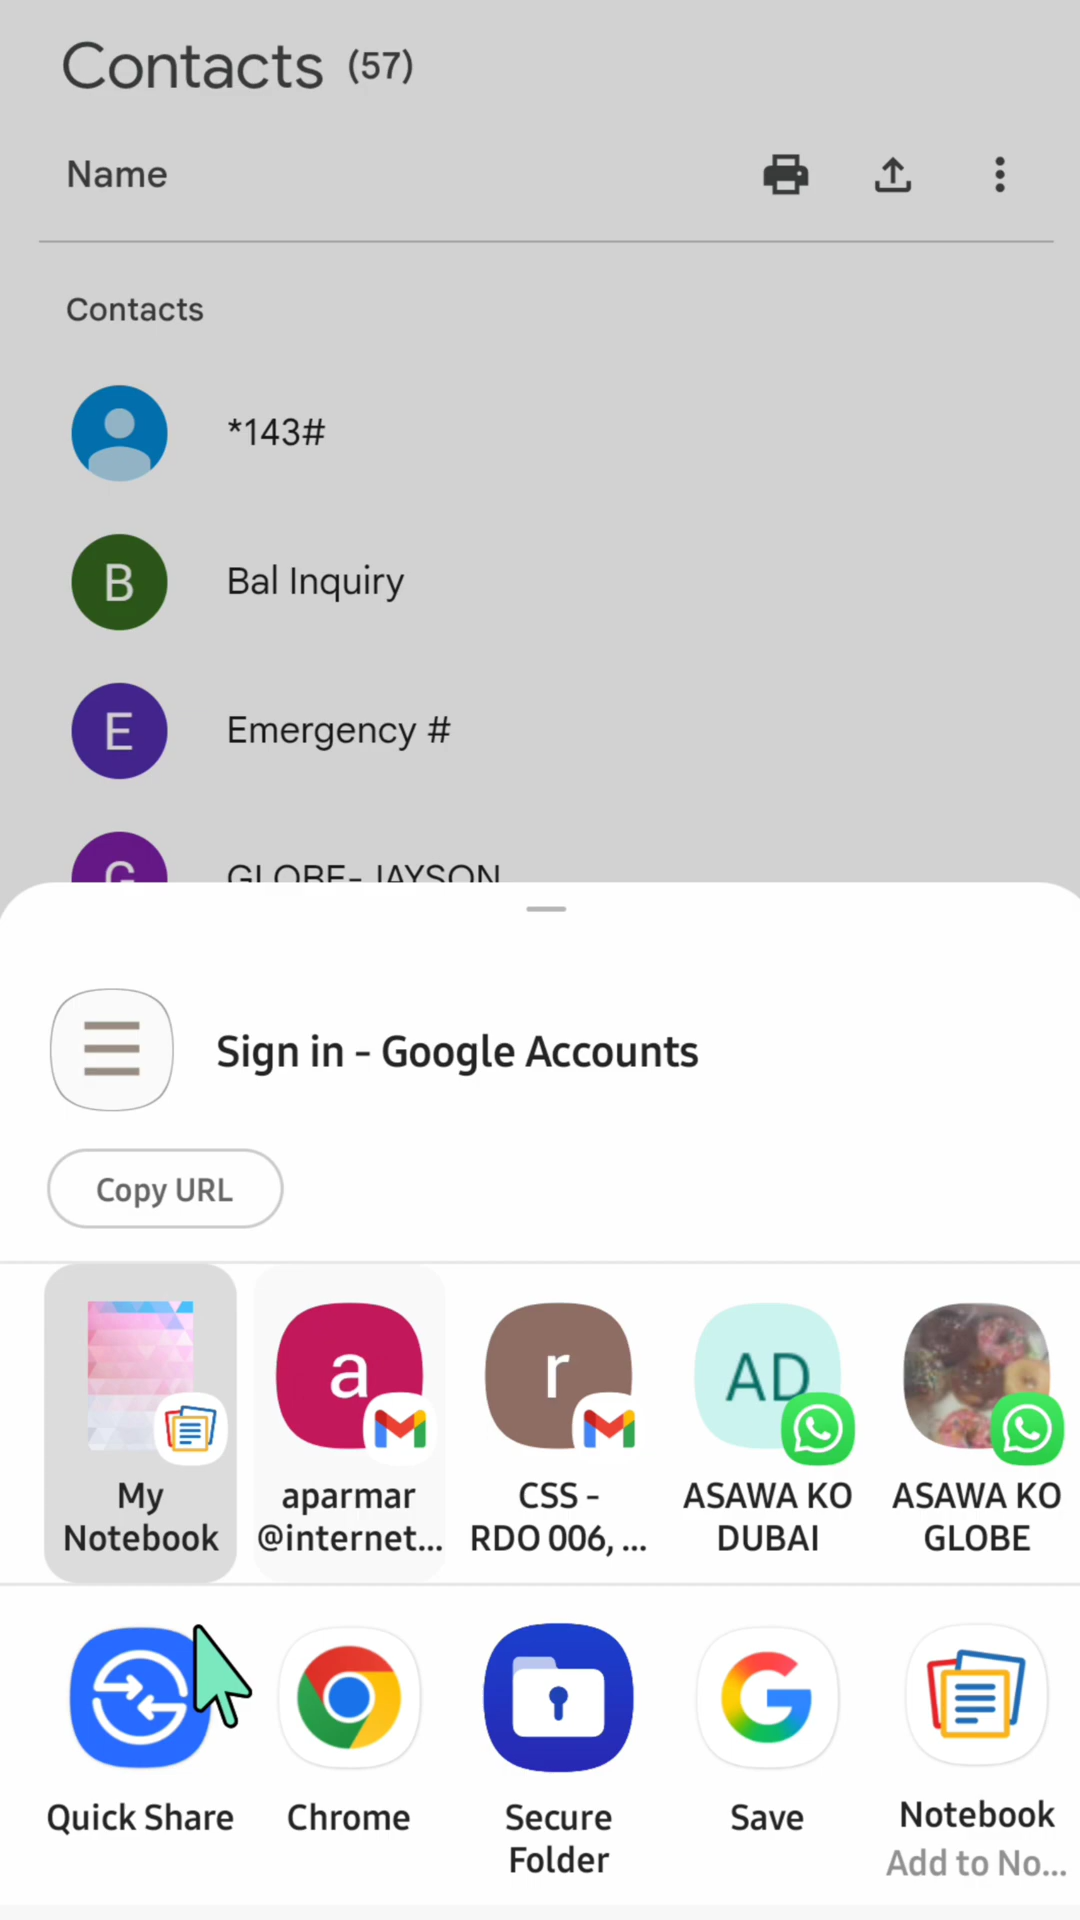 Contacts (57)
Name
Contacts
*143#
B Bal Inquiry
E Emergency #
G GLOBE- JAYSON
Sign in - Google Accounts
Copy URL
a r AD
My Notebook
aparmar @internet...
CSS - RDO 006, ...
ASAWA KO DUBAI
ASAWA KO GLOBE
Quick Share
Chrome
Secure Folder
Save
Notebook
Add to No...